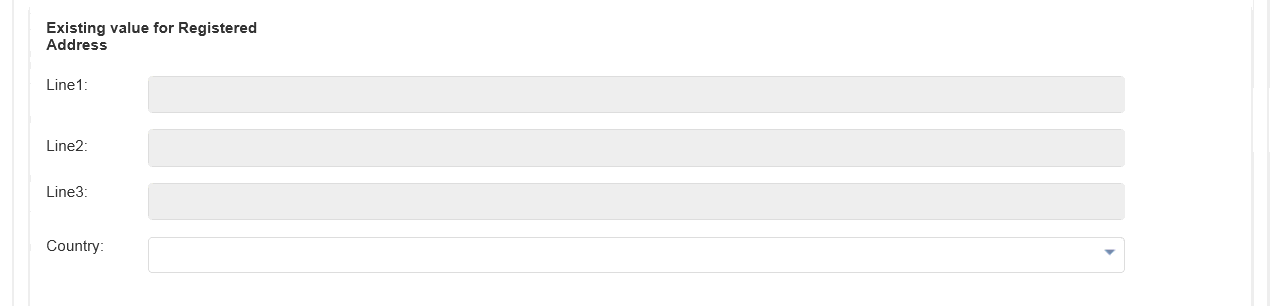 Existing value for Registered
Address
Line1:
Line2:
Line3:
Country: